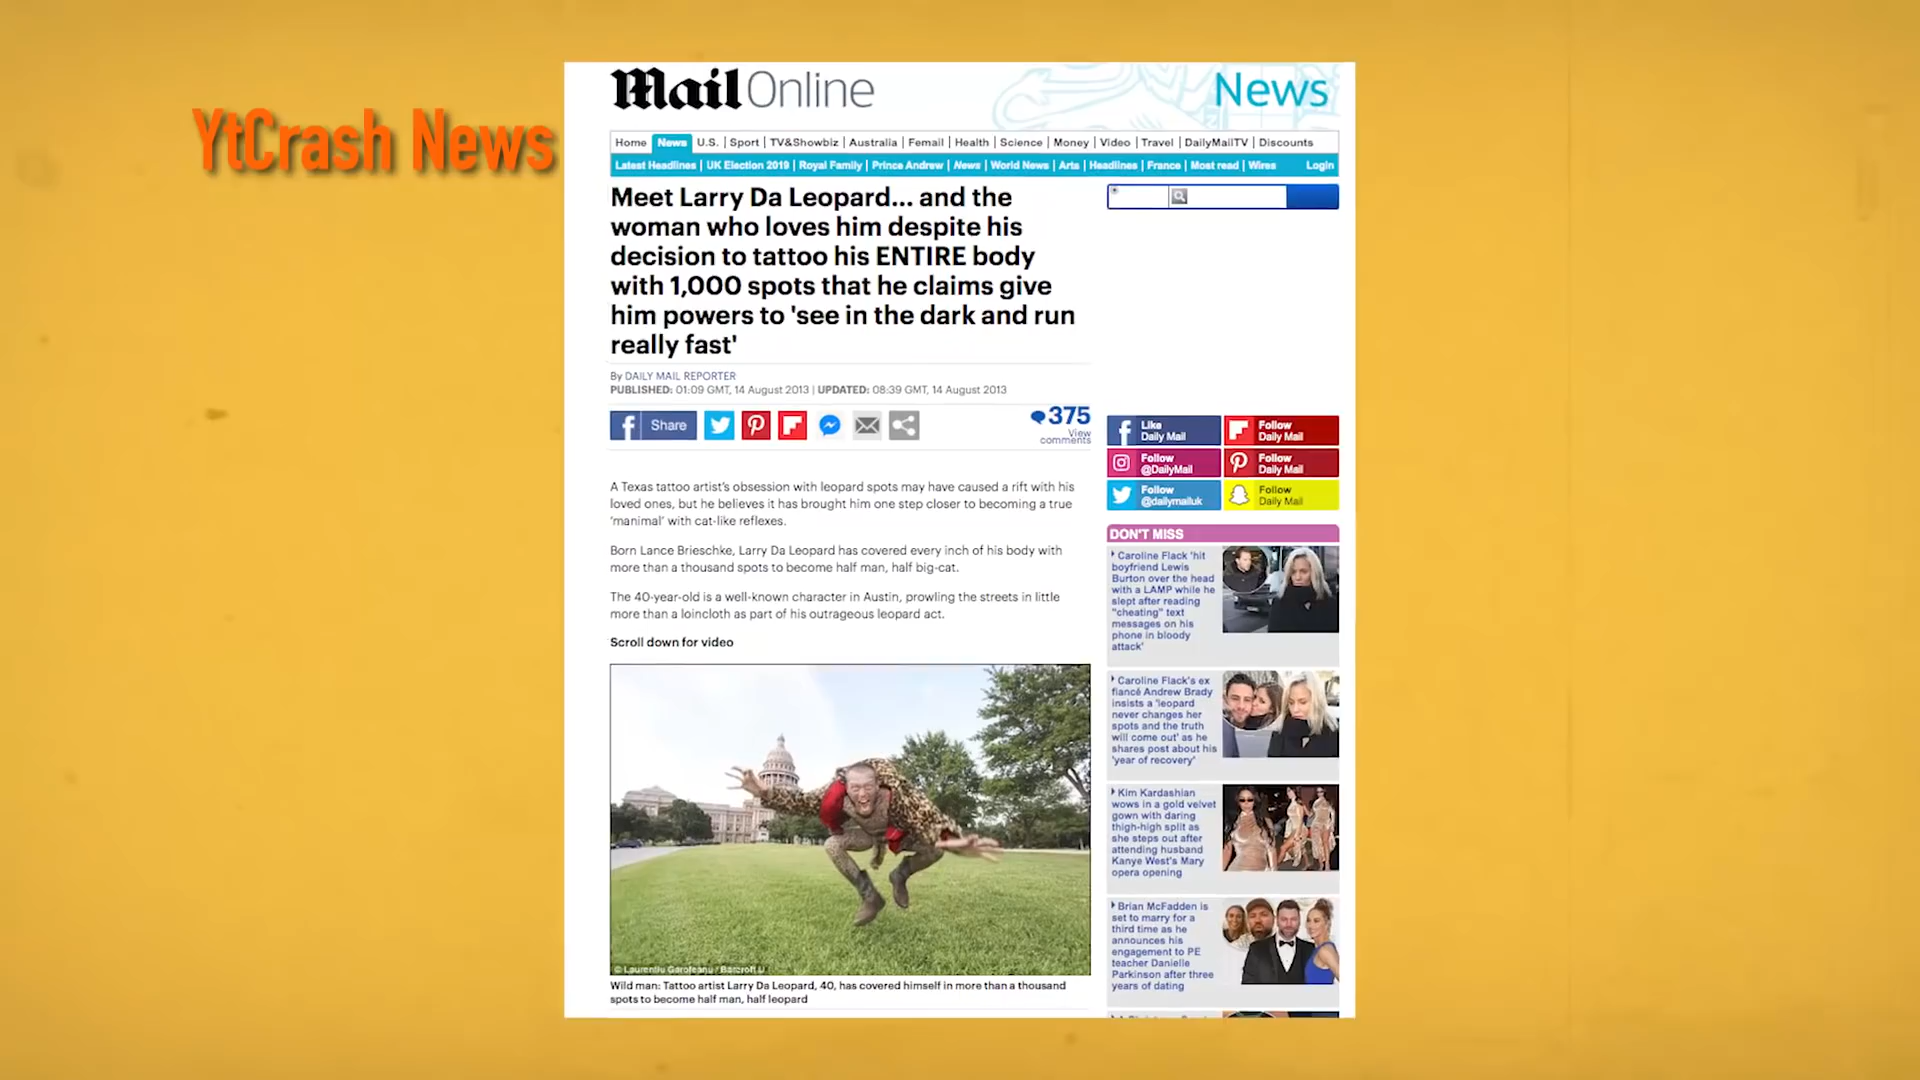 YtCrash News
Mail Online
News
Home News U.S. Sport TV&Showbiz Australia Femail Health Science Money Video Travel DailyMailTV Discounts
Latest Headlines UK Election 2019 Royal Family Prince Andrew News World News Arts Headlines France Most read Wires Login
Meet Larry Da Leopard... and the
woman who loves him despite his
decision to tattoo his ENTIRE body
with 1,000 spots that he claims give
him powers to 'see in the dark and run
really fast'
By DAILY MAIL REPORTER
PUBLISHED: 01:09 GMT, 14 August 2013 | UPDATED: 08:39 GMT, 14 August 2013
Share
375
View
comments
A Texas tattoo artist's obsession with leopard spots may have caused a rift with his
loved ones, but he believes it has brought him one step closer to becoming a true
'manimal' with cat-like reflexes.
Born Lance Brieschke, Larry Da Leopard has covered every inch of his body with
more than a thousand spots to become half man, half big-cat.
The 40-year-old is a well-known character in Austin, prowling the streets in little
more than a loincloth as part of his outrageous leopard act.
Scroll down for video
© Laurentiu Garofeanu / Barcroft U
Wild man: Tattoo artist Larry Da Leopard, 40, has covered himself in more than a thousand
spots to become half man, half leopard
Like
Daily Mail
Follow
Daily Mail
Follow
@DailyMail
Follow
Daily Mail
Follow
@dailymailuk
Follow
Daily Mail
DON'T MISS
Caroline Flack 'hit
boyfriend Lewis
Burton over the head
with a LAMP while he
slept after reading
"cheating" text
messages on his
phone in bloody
attack'
Caroline Flack's ex
fiancé Andrew Brady
insists a 'leopard
never changes her
spots and the truth
will come out' as he
shares post about his
'year of recovery'
Kim Kardashian
wows in a gold velvet
gown with daring
thigh-high split as
she steps out after
attending husband
Kanye West's Mary
opera opening
Brian McFadden is
set to marry for a
third time as he
announces his
engagement to PE
teacher Danielle
Parkinson after three
years of dating